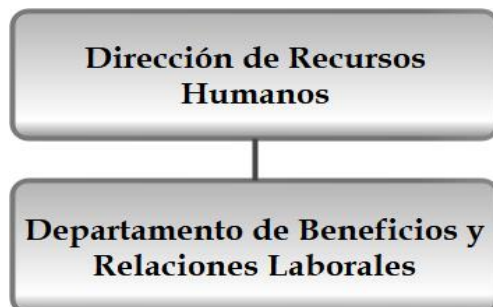 Dirección de Recursos
Humanos
Departamento de Beneficios y
Relaciones Laborales